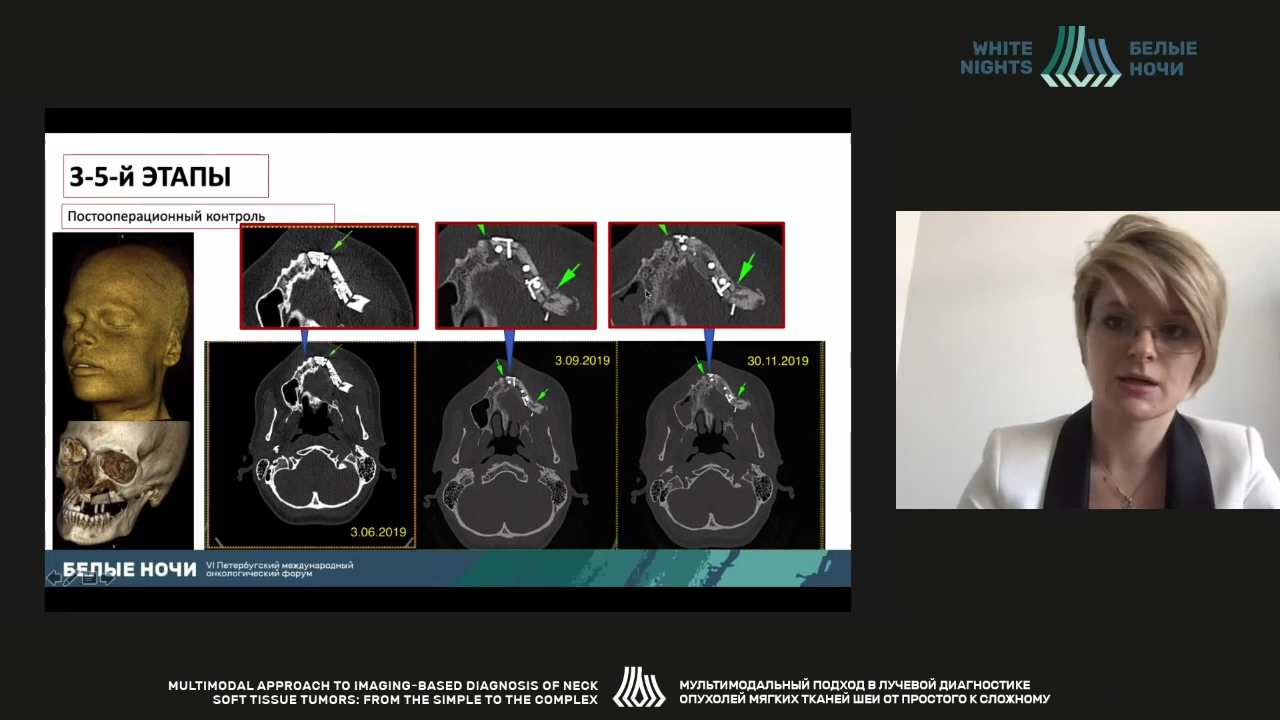 WHITE
NIGHTS
БЕЛЫЕ
НОЧИ
3-5-й ЭТАПЫ
Постооперационный контроль
3.06.2019
3.09.2019
30.11.2019
БЕЛЫЕ НОЧИ
VI Петербугский международный
онкологический форум
MULTIMODAL APPROACH TO IMAGING-BASED DIAGNOSIS OF NECK
SOFT TISSUE TUMORS: FROM THE SIMPLE TO THE COMPLEX
МУЛЬТИМОДАЛЬНЫЙ ПОДХОД В ЛУЧЕВОЙ ДИАГНОСТИКЕ
ОПУХОЛЕЙ МЯГКИХ ТКАНЕЙ ШЕИ ОТ ПРОСТОГО К СЛОЖНОМУ